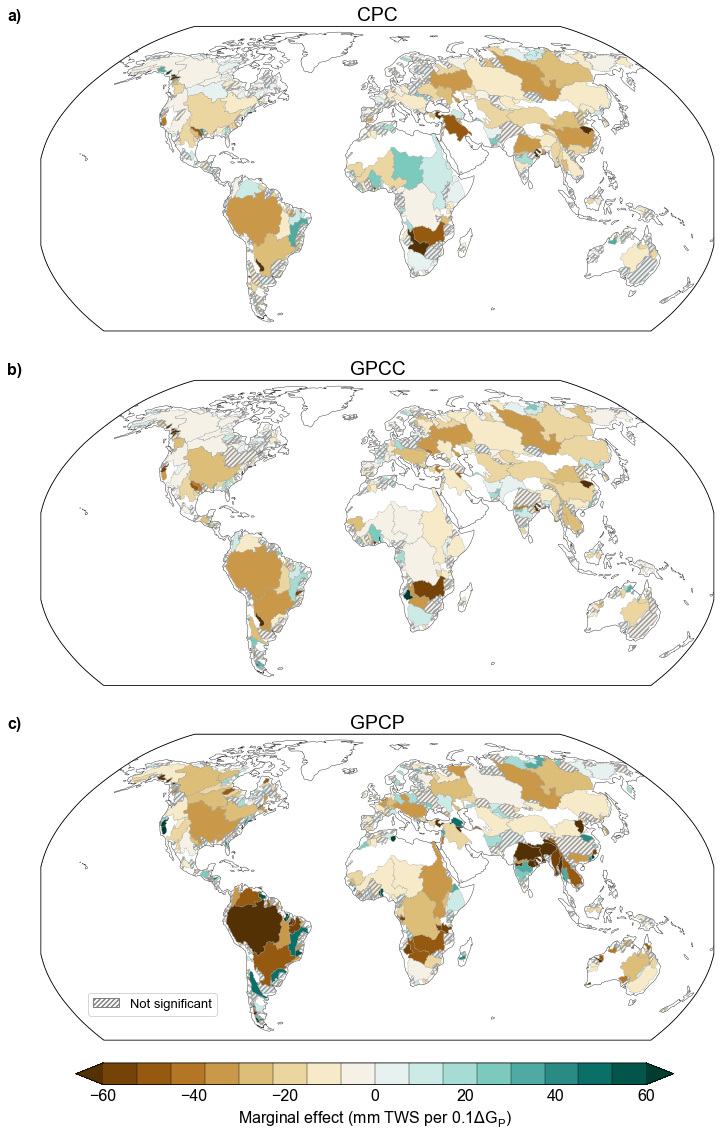 a)
CPC
b)
GPCC
c)
GPCP
Not significant
−60 −40 −20 0 20 40 60
Marginal effect (mm TWS per 0.1ΔG_P)